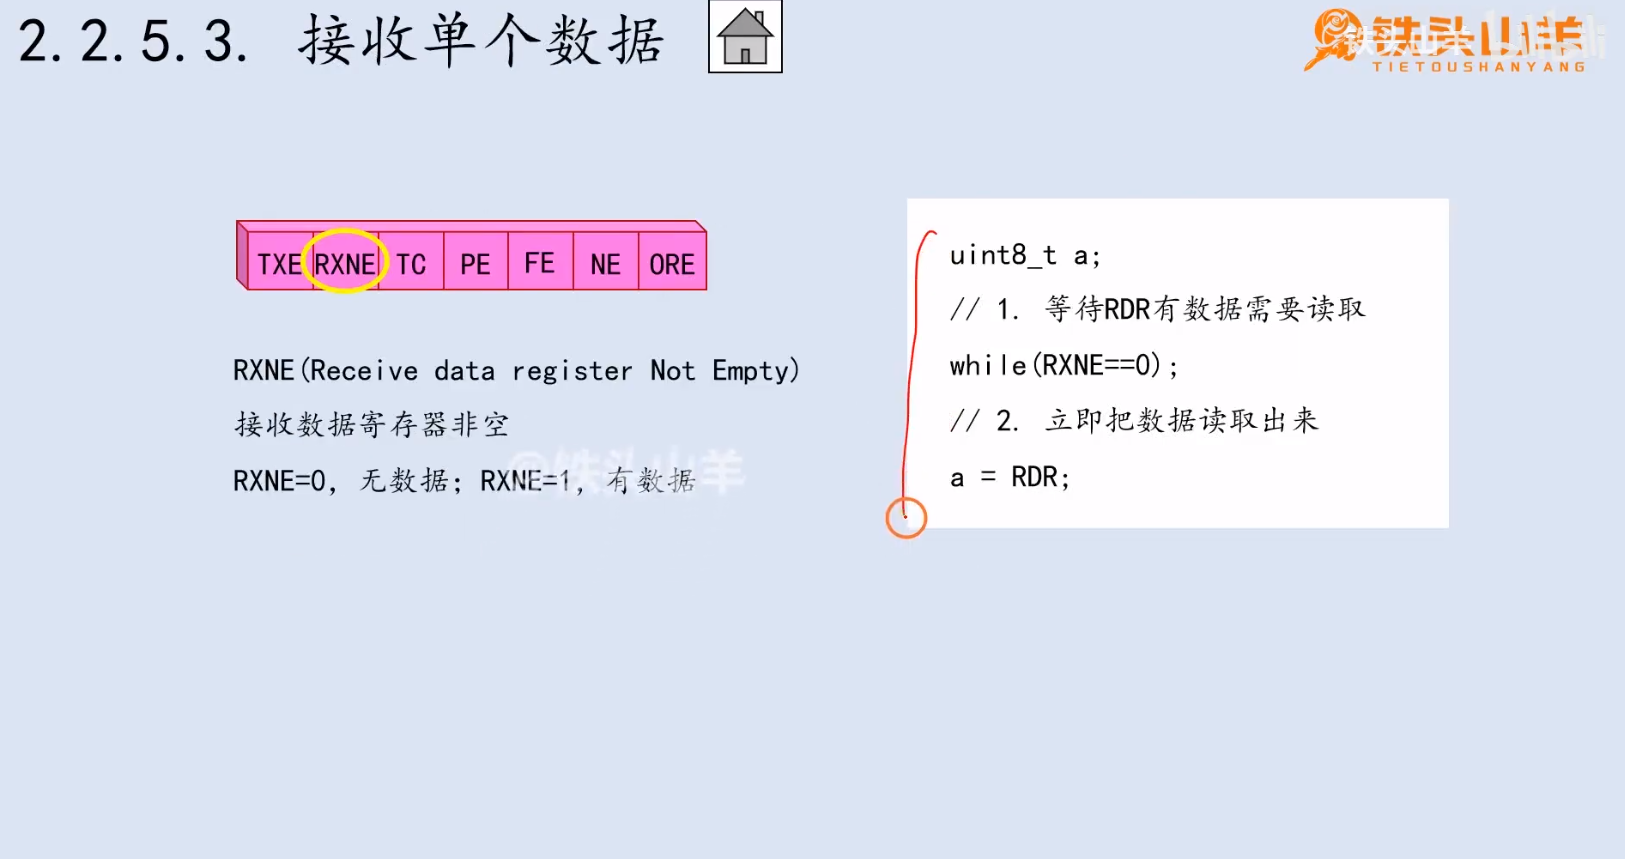 2.2.5.3. 接收单个数据
铁头山羊
TIETOUSHANYANG
TXE RXNE TC PE FE NE ORE
RXNE(Receive data register Not Empty)
接收数据寄存器非空
RXNE=0，无数据；RXNE=1，有数据
@铁头山羊
uint8_t a;
// 1. 等待RDR有数据需要读取
while(RXNE==0);
// 2. 立即把数据读取出来
a = RDR;